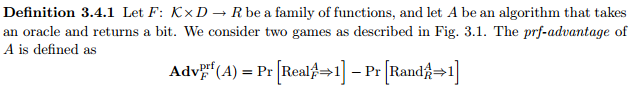 Definition 3.4.1 Let F: K×D → R be a family of functions, and let A be an algorithm that takes
an oracle and returns a bit. We consider two games as described in Fig. 3.1. The prf-advantage of
A is defined as
Adv_F^prf(A) = Pr [Real_F^A⇒1] − Pr [Rand_R^A⇒1]